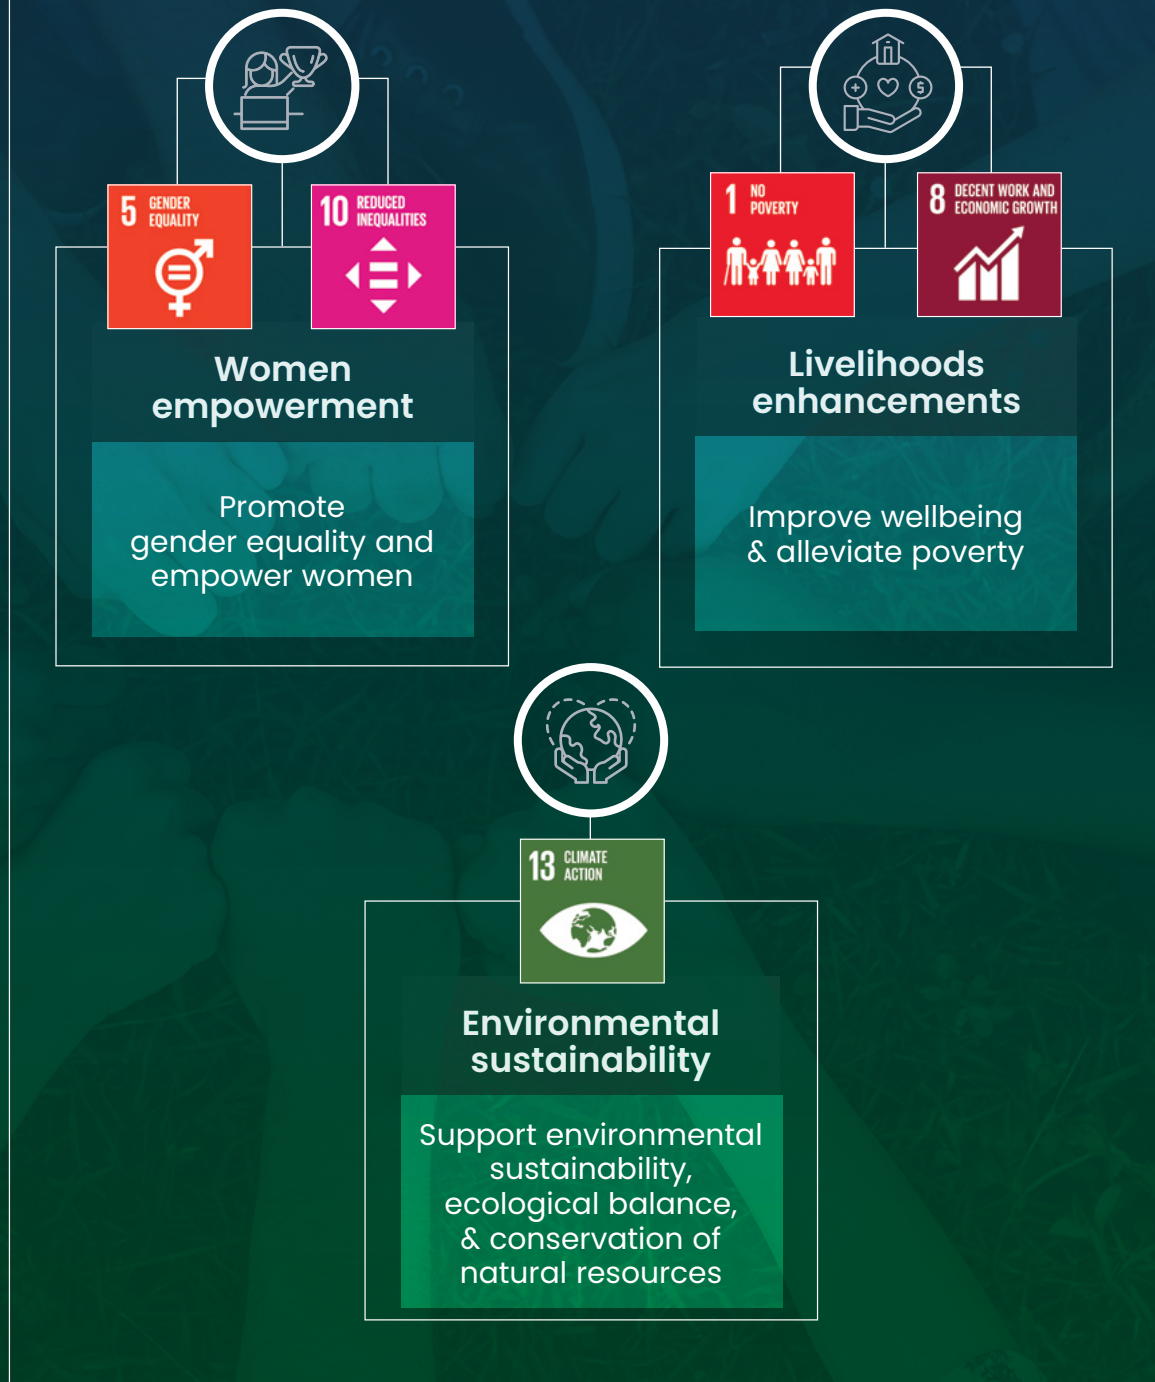 5 GENDER
EQUALITY
10 REDUCED
INEQUALITIES
Women
empowerment
Promote
gender equality and
empower women
1 NO
POVERTY
8 DECENT WORK AND
ECONOMIC GROWTH
$
Livelihoods
enhancements
Improve wellbeing
& alleviate poverty
13 CLIMATE
ACTION
Environmental
sustainability
Support environmental
sustainability,
ecological balance,
& conservation of
natural resources